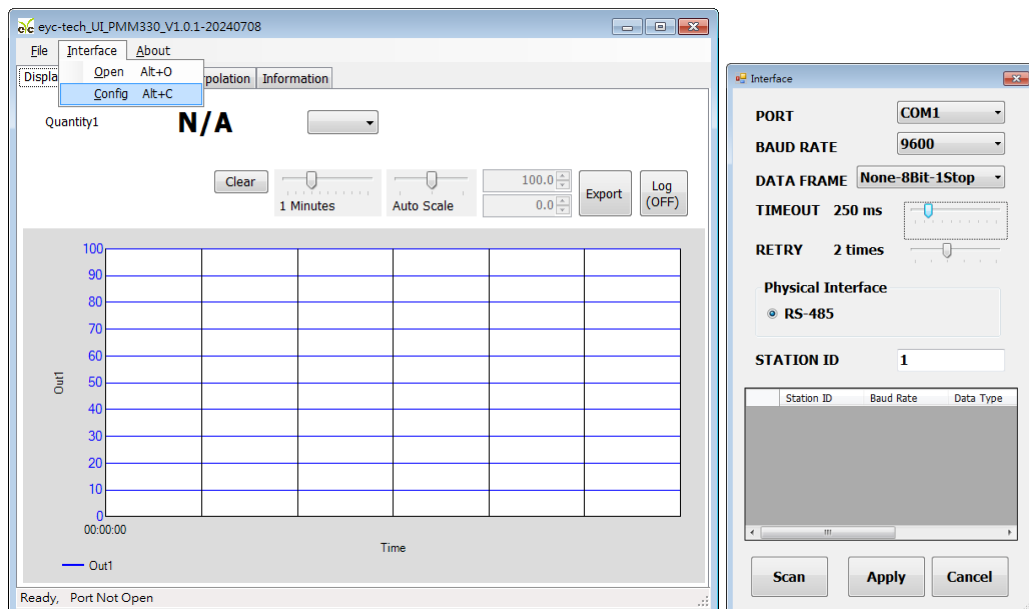 eyc-tech_UI_PMM330_V1.0.1-20240708
File Interface About
Open Alt+O
Config Alt+C
Information
Quantity1 N/A
Clear
1 Minutes
Auto Scale
100.0
0.0
Export
Log
(OFF)
100
90
80
70
60
50
40
30
20
10
0
Out1
00:00:00
Time
Out1
Ready, Port Not Open
Interface
PORT COM1
BAUD RATE 9600
DATA FRAME None-8Bit-1Stop
TIMEOUT 250 ms
RETRY 2 times
Physical Interface
RS-485
STATION ID 1
Station ID Baud Rate Data Type
Scan Apply Cancel